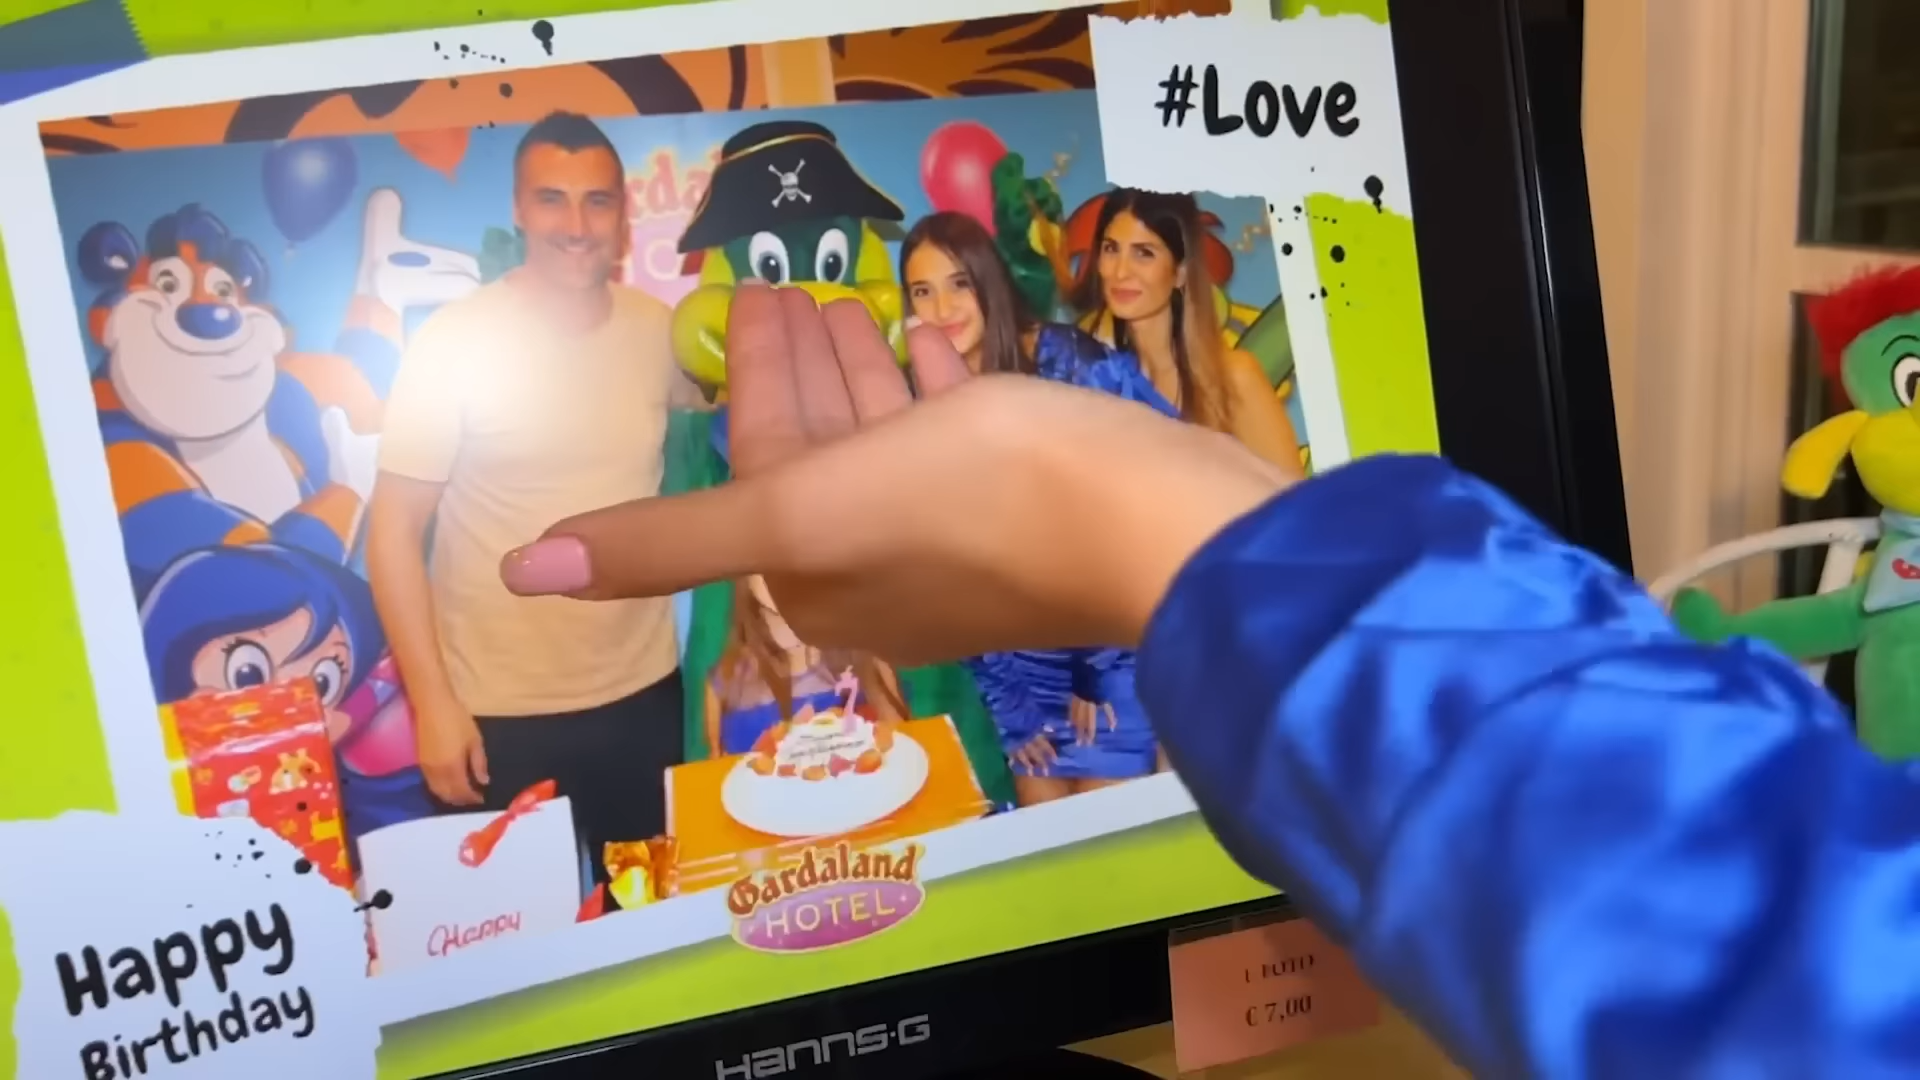 #Love
Happy
Gardaland
HOTEL
Happy
Birthday
1 FOTO
€ 7,00
Hanns·G